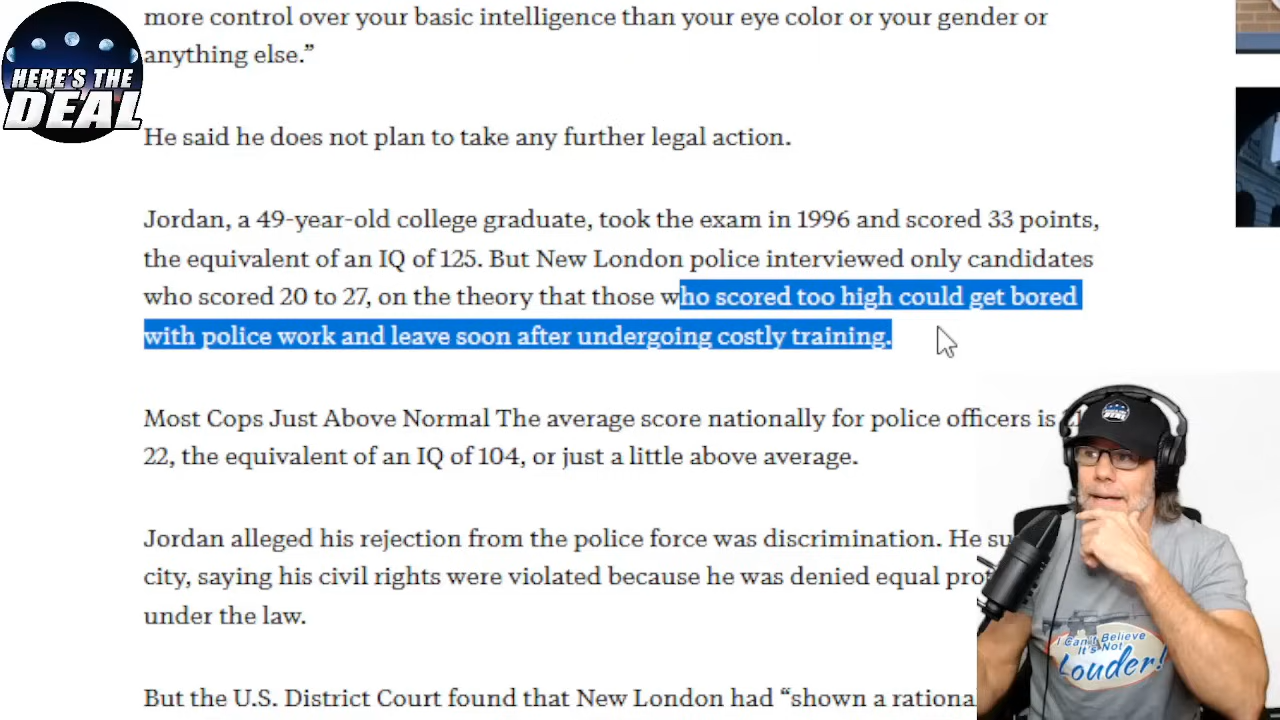 more control over your basic intelligence than your eye color or your gender or
anything else.”
HERE'S THE
DEAL
He said he does not plan to take any further legal action.
Jordan, a 49-year-old college graduate, took the exam in 1996 and scored 33 points,
the equivalent of an IQ of 125. But New London police interviewed only candidates
who scored 20 to 27, on the theory that those who scored too high could get bored
with police work and leave soon after undergoing costly training.
Most Cops Just Above Normal The average score nationally for police officers is
22, the equivalent of an IQ of 104, or just a little above average.
Jordan alleged his rejection from the police force was discrimination. He
city, saying his civil rights were violated because he was denied equal
under the law.
But the U.S. District Court found that New London had “shown a
DEAL
I Can't Believe
It's Not
Louder!